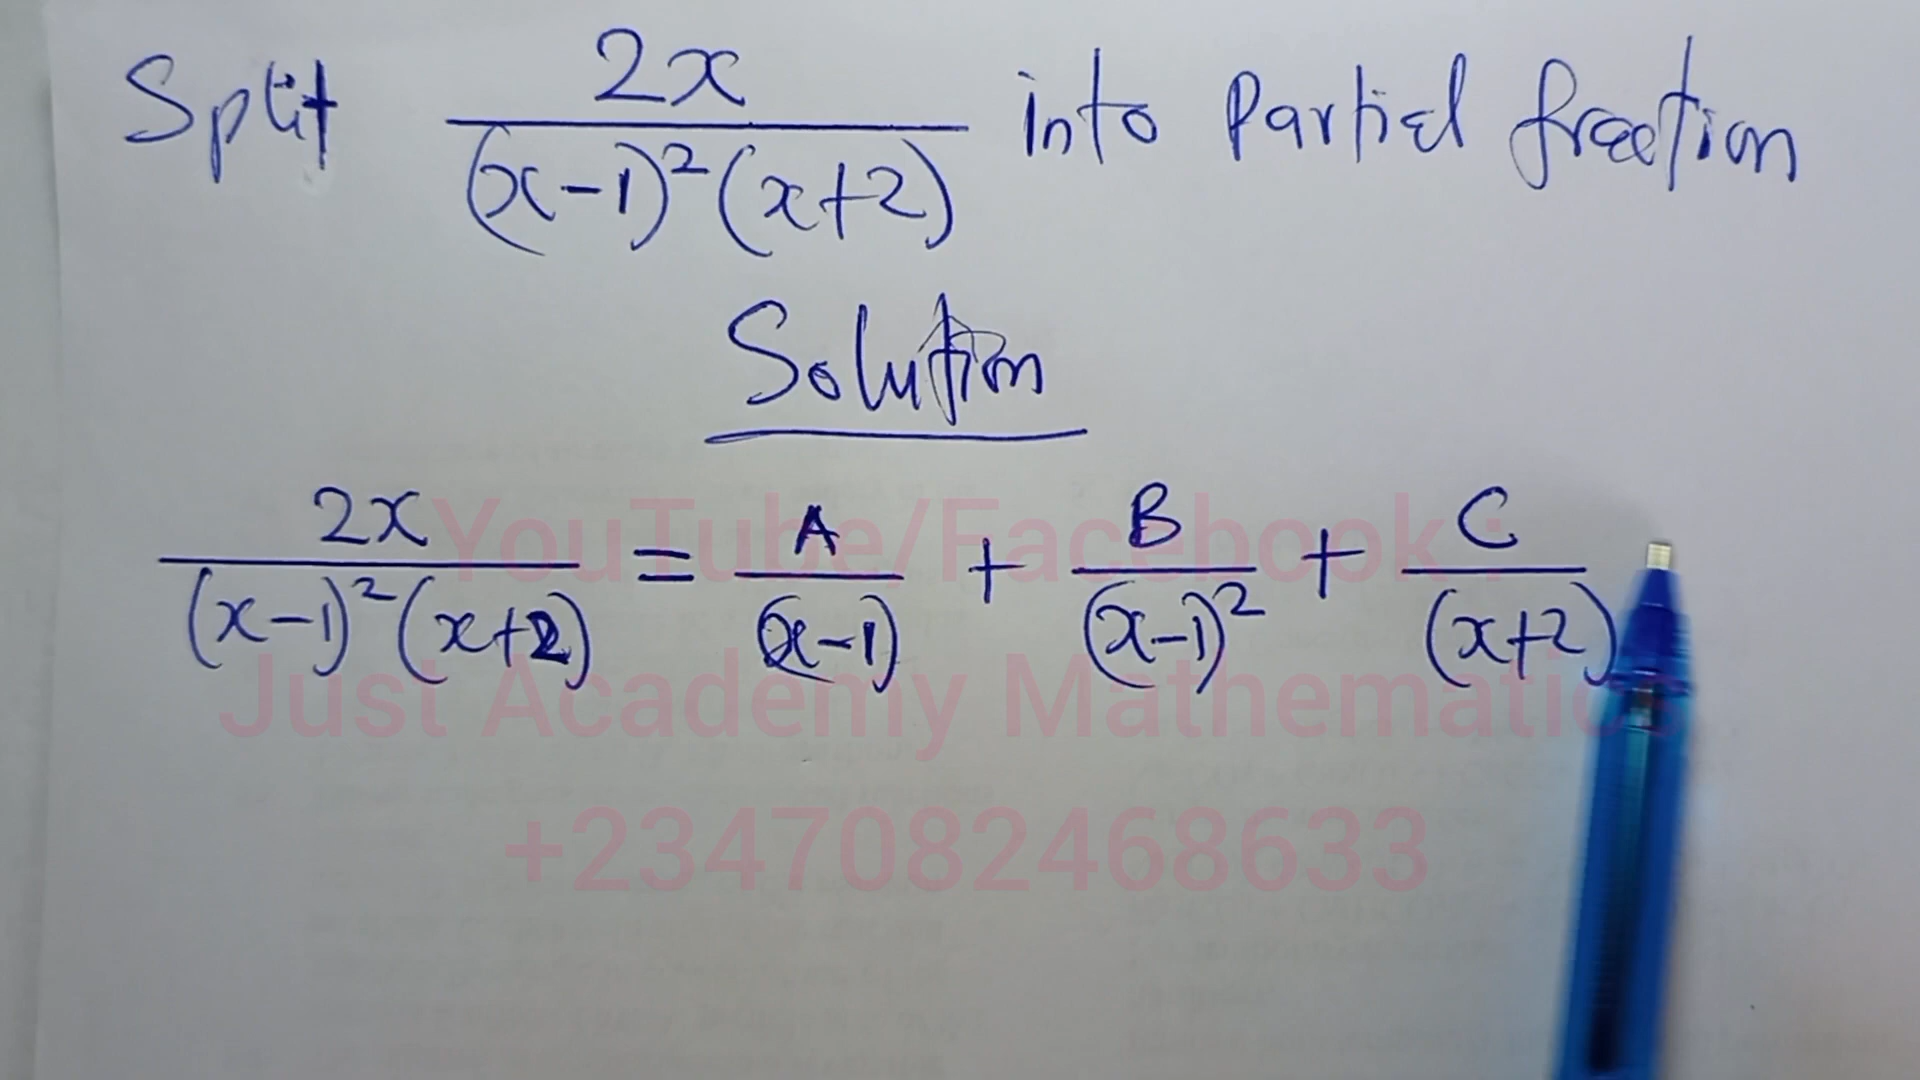 Split 2x / (x-1)²(x+2) into Partial fraction
Solution
2x / (x-1)²(x+2) = A / (x-1) + B / (x-1)² + C / (x+2)
YouTube/Facebook :
Just Academy Mathematics
+2347082468633